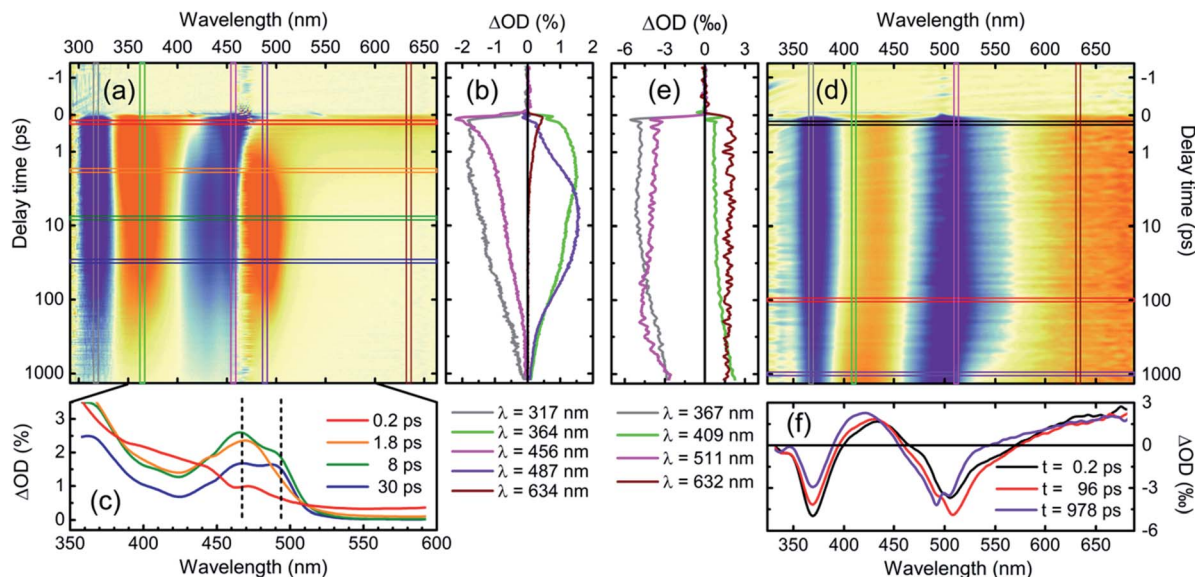 Wavelength (nm)
300 350 400 450 500 550 600 650
ΔOD (%)
-2 -1 0 1 2
ΔOD (‰)
-6 -3 0 3
Wavelength (nm)
350 400 450 500 550 600 650
Delay time (ps)
-1
0
1
10
100
1000
(a)
(b)
(e)
(d)
-1
0
1
10
100
1000
Delay time (ps)
ΔOD (%)
3
2
1
0
(c)
0.2 ps
1.8 ps
8 ps
30 ps
350 400 450 500 550 600
Wavelength (nm)
λ = 317 nm
λ = 364 nm
λ = 456 nm
λ = 487 nm
λ = 634 nm
λ = 367 nm
λ = 409 nm
λ = 511 nm
λ = 632 nm
(f)
t = 0.2 ps
t = 96 ps
t = 978 ps
3
0
-3
-6
ΔOD (‰)
350 400 450 500 550 600 650
Wavelength (nm)